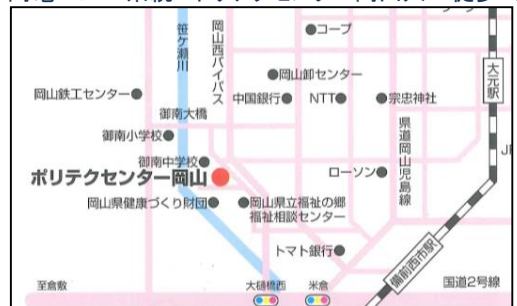 コープ
笹ヶ瀬川
岡山西バイパス
岡山卸センター
大元駅
岡山鉄工センター
中国銀行
NTT
宗忠神社
御南大橋
県道岡山児島線
御南小学校
御南中学校
ローソン
ポリテクセンター岡山
岡山県健康づくり財団
岡山県立福祉の郷
福祉相談センター
トマト銀行
備前西市駅
至倉敷
大樋橋西
米倉
国道2号線